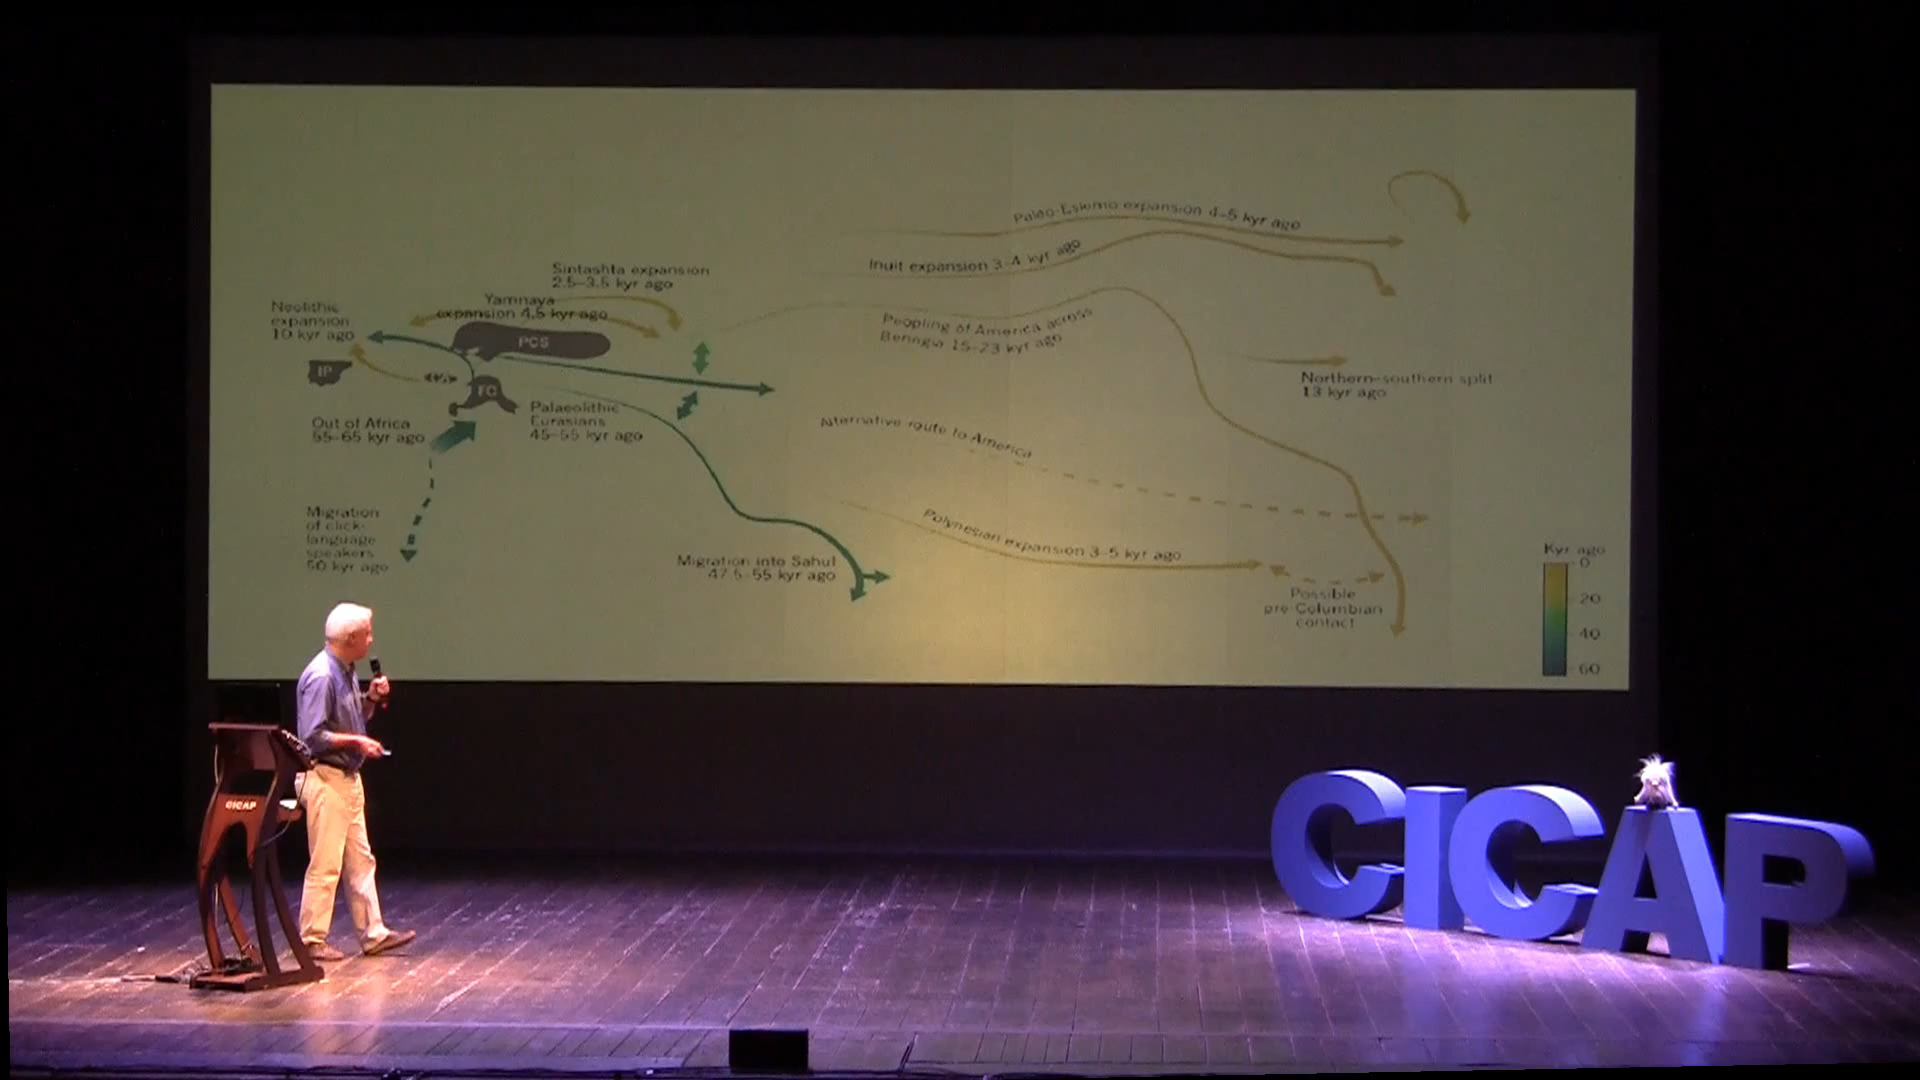 Paleo-Eskimo expansion 4–5 kyr ago
Inuit expansion 3–4 kyr ago
Sintashta expansion
2.5–3.5 kyr ago
Yamnaya
expansion 4.5 kyr ago
Neolithic
expansion
10 kyr ago
PCS
IP
FC
Peopling of America across
Beringia 15–23 kyr ago
Northern–southern split
13 kyr ago
Out of Africa
55–65 kyr ago
Palaeolithic
Eurasians
45–55 kyr ago
Alternative route to America
Migration
of click-
language
speakers
50 kyr ago
Polynesian expansion 3–5 kyr ago
Migration into Sahul
47.5–55 kyr ago
Possible
pre-Columbian
contact
Kyr ago
0
20
40
60
CICAP
CICAP